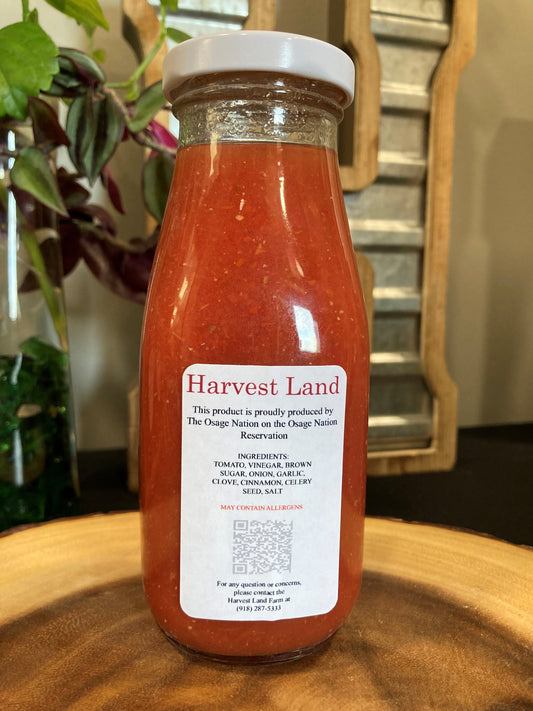 Harvest Land
This product is proudly produced by
The Osage Nation on the Osage Nation
Reservation
INGREDIENTS:
TOMATO, VINEGAR, BROWN
SUGAR, ONION, GARLIC,
CLOVE, CINNAMON, CELERY
SEED, SALT
MAY CONTAIN ALLERGENS
For any question or concerns,
please contact the
Harvest Land Farm at
(918) 287-5333